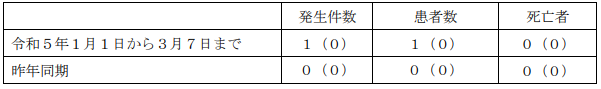 発生件数 患者数 死亡者
令和５年１月１日から３月７日まで １（０） １（０） ０（０）
昨年同期 ０（０） ０（０） ０（０）